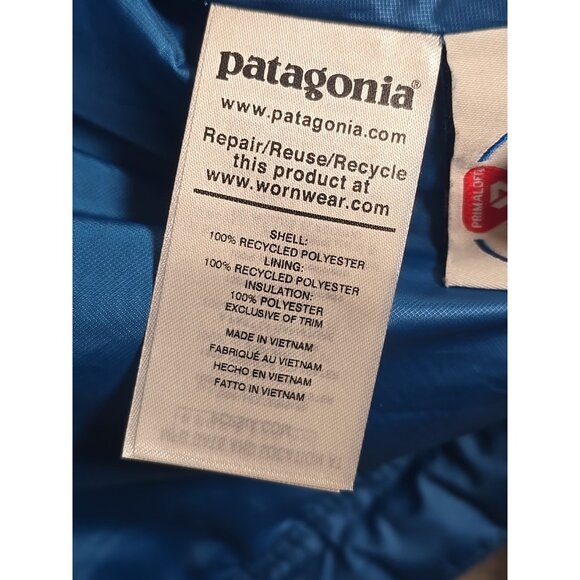 patagonia®
www.patagonia.com
Repair/Reuse/Recycle
this product at
www.wornwear.com
SHELL:
100% RECYCLED POLYESTER
LINING:
100% RECYCLED POLYESTER
INSULATION:
100% POLYESTER
EXCLUSIVE OF TRIM
MADE IN VIETNAM
FABRIQUÉ AU VIETNAM
HECHO EN VIETNAM
FATTO IN VIETNAM
PRIMALOFT